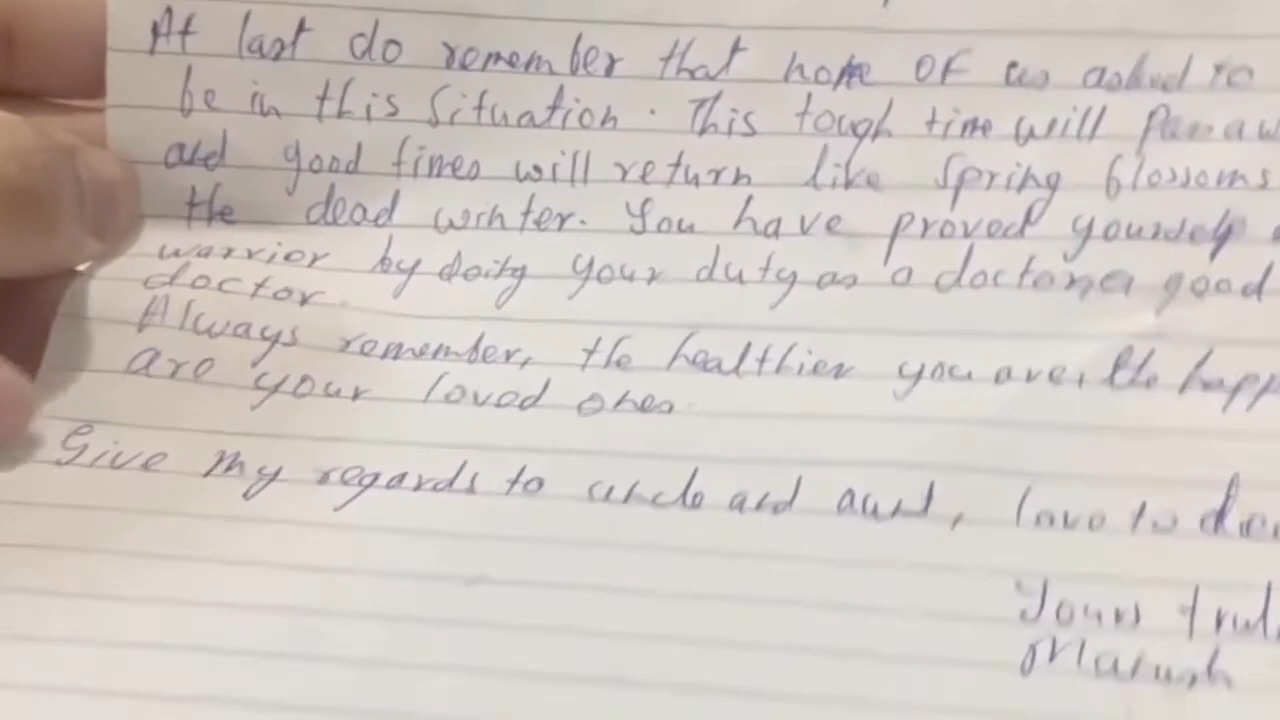 At last do remember that none of us asked to
be in this situation. This tough time will pass aw
and good times will return like spring blossoms
the dead winter. You have proved yourself a
warrior by doing your duty as a doctor, a good
doctor.
Always remember, the healthier you are, the happ
are your loved ones.
Give my regards to uncle and aunt, love to
Yours trul